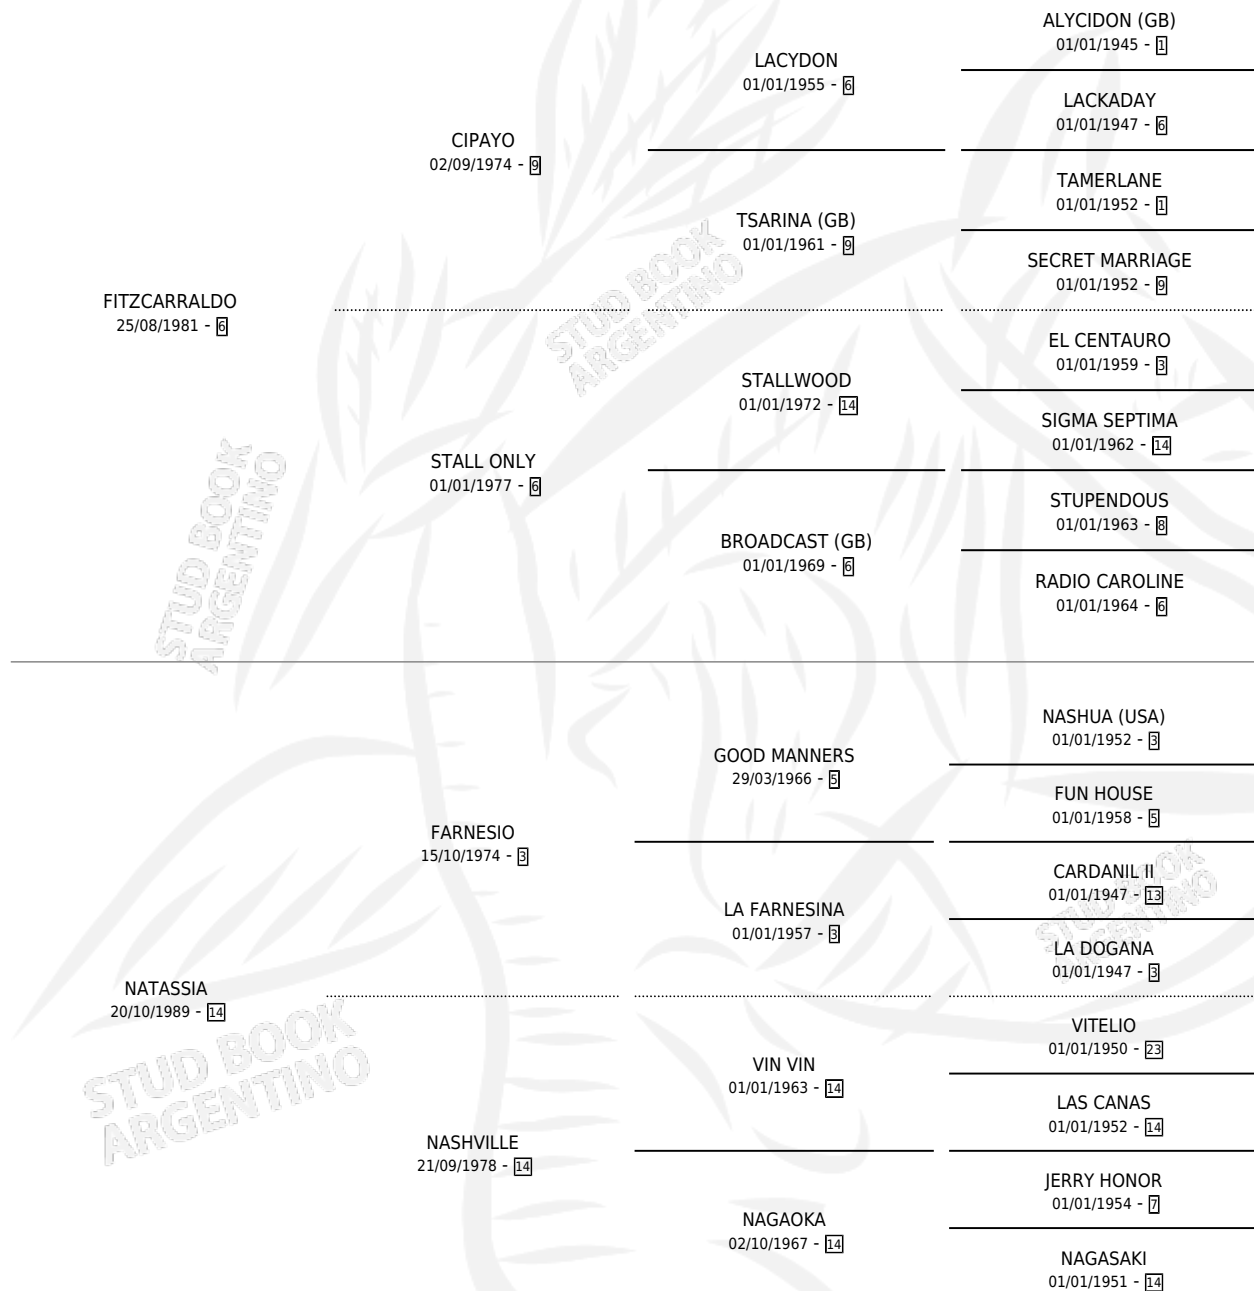 ALYCIDON (GB)
01/01/1945 - 1
LACYDON
01/01/1955 - 6
LACKADAY
01/01/1947 - 6
CIPAYO
02/09/1974 - 9
TAMERLANE
01/01/1952 - 1
TSARINA (GB)
01/01/1961 - 9
SECRET MARRIAGE
01/01/1952 - 9
FITZCARRALDO
25/08/1981 - 6
EL CENTAURO
01/01/1959 - 3
STALLWOOD
01/01/1972 - 14
SIGMA SEPTIMA
01/01/1962 - 14
STALL ONLY
01/01/1977 - 6
STUPENDOUS
01/01/1963 - 8
BROADCAST (GB)
01/01/1969 - 6
RADIO CAROLINE
01/01/1964 - 6
NASHUA (USA)
01/01/1952 - 3
GOOD MANNERS
29/03/1966 - 5
FUN HOUSE
01/01/1958 - 5
FARNESIO
15/10/1974 - 3
CARDANIL II
01/01/1947 - 13
LA FARNESINA
01/01/1957 - 3
LA DOGANA
01/01/1947 - 3
NATASSIA
20/10/1989 - 14
VITELIO
01/01/1950 - 23
VIN VIN
01/01/1963 - 14
LAS CANAS
01/01/1952 - 14
NASHVILLE
21/09/1978 - 14
JERRY HONOR
01/01/1954 - 7
NAGAOKA
02/10/1967 - 14
NAGASAKI
01/01/1951 - 14
STUD BOOK
ARGENTINO
STUD BOOK
ARGENTINO
STUD BOOK
ARGENTINO
STUD BOOK
ARGENTINO